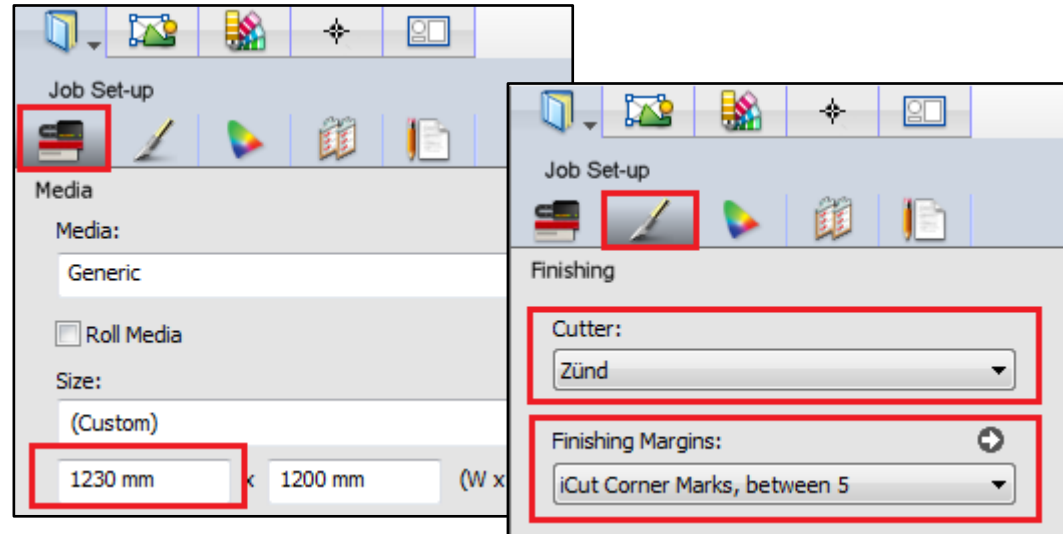 Job Set-up
Media
Media:
Generic
Roll Media
Size:
(Custom)
1230 mm x 1200 mm (W x
Job Set-up
Finishing
Cutter:
Zünd
Finishing Margins:
iCut Corner Marks, between 5